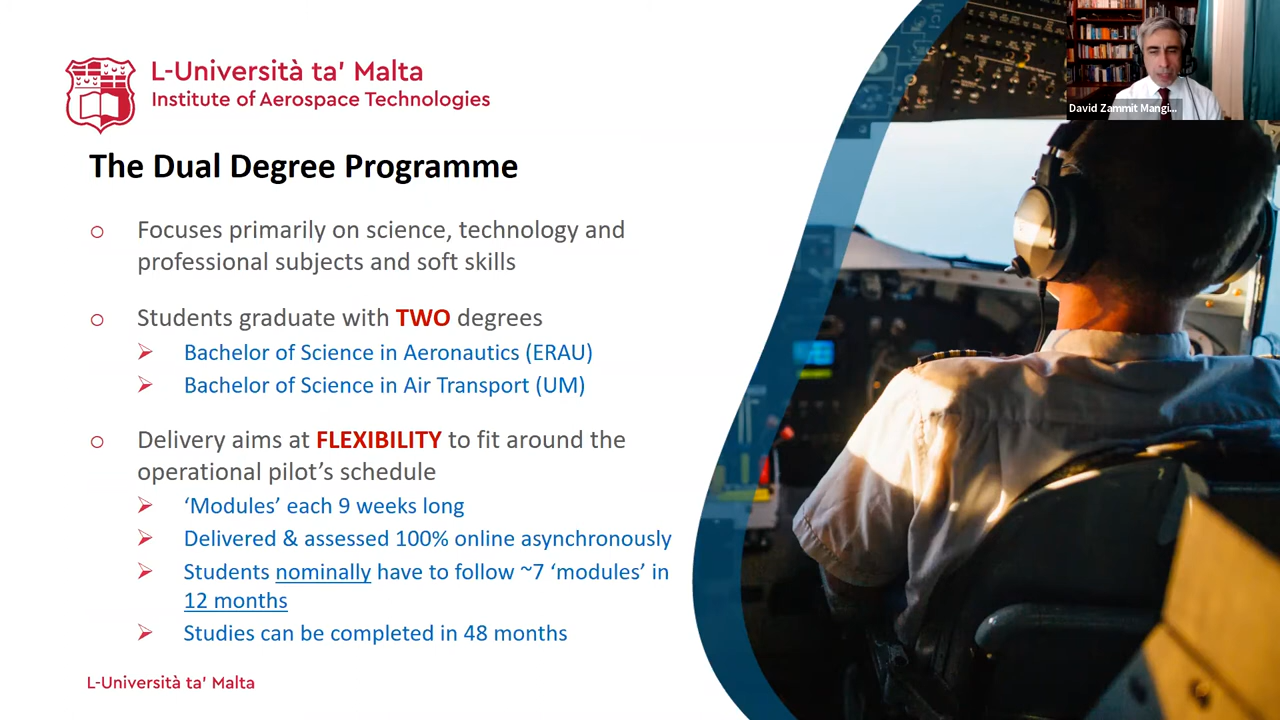 L-Università ta' Malta
Institute of Aerospace Technologies
David Zammit Mangi...
The Dual Degree Programme
Focuses primarily on science, technology and
professional subjects and soft skills
Students graduate with TWO degrees
Bachelor of Science in Aeronautics (ERAU)
Bachelor of Science in Air Transport (UM)
Delivery aims at FLEXIBILITY to fit around the
operational pilot’s schedule
‘Modules’ each 9 weeks long
Delivered & assessed 100% online asynchronously
Students nominally have to follow ~7 ‘modules’ in
12 months
Studies can be completed in 48 months
L-Università ta' Malta